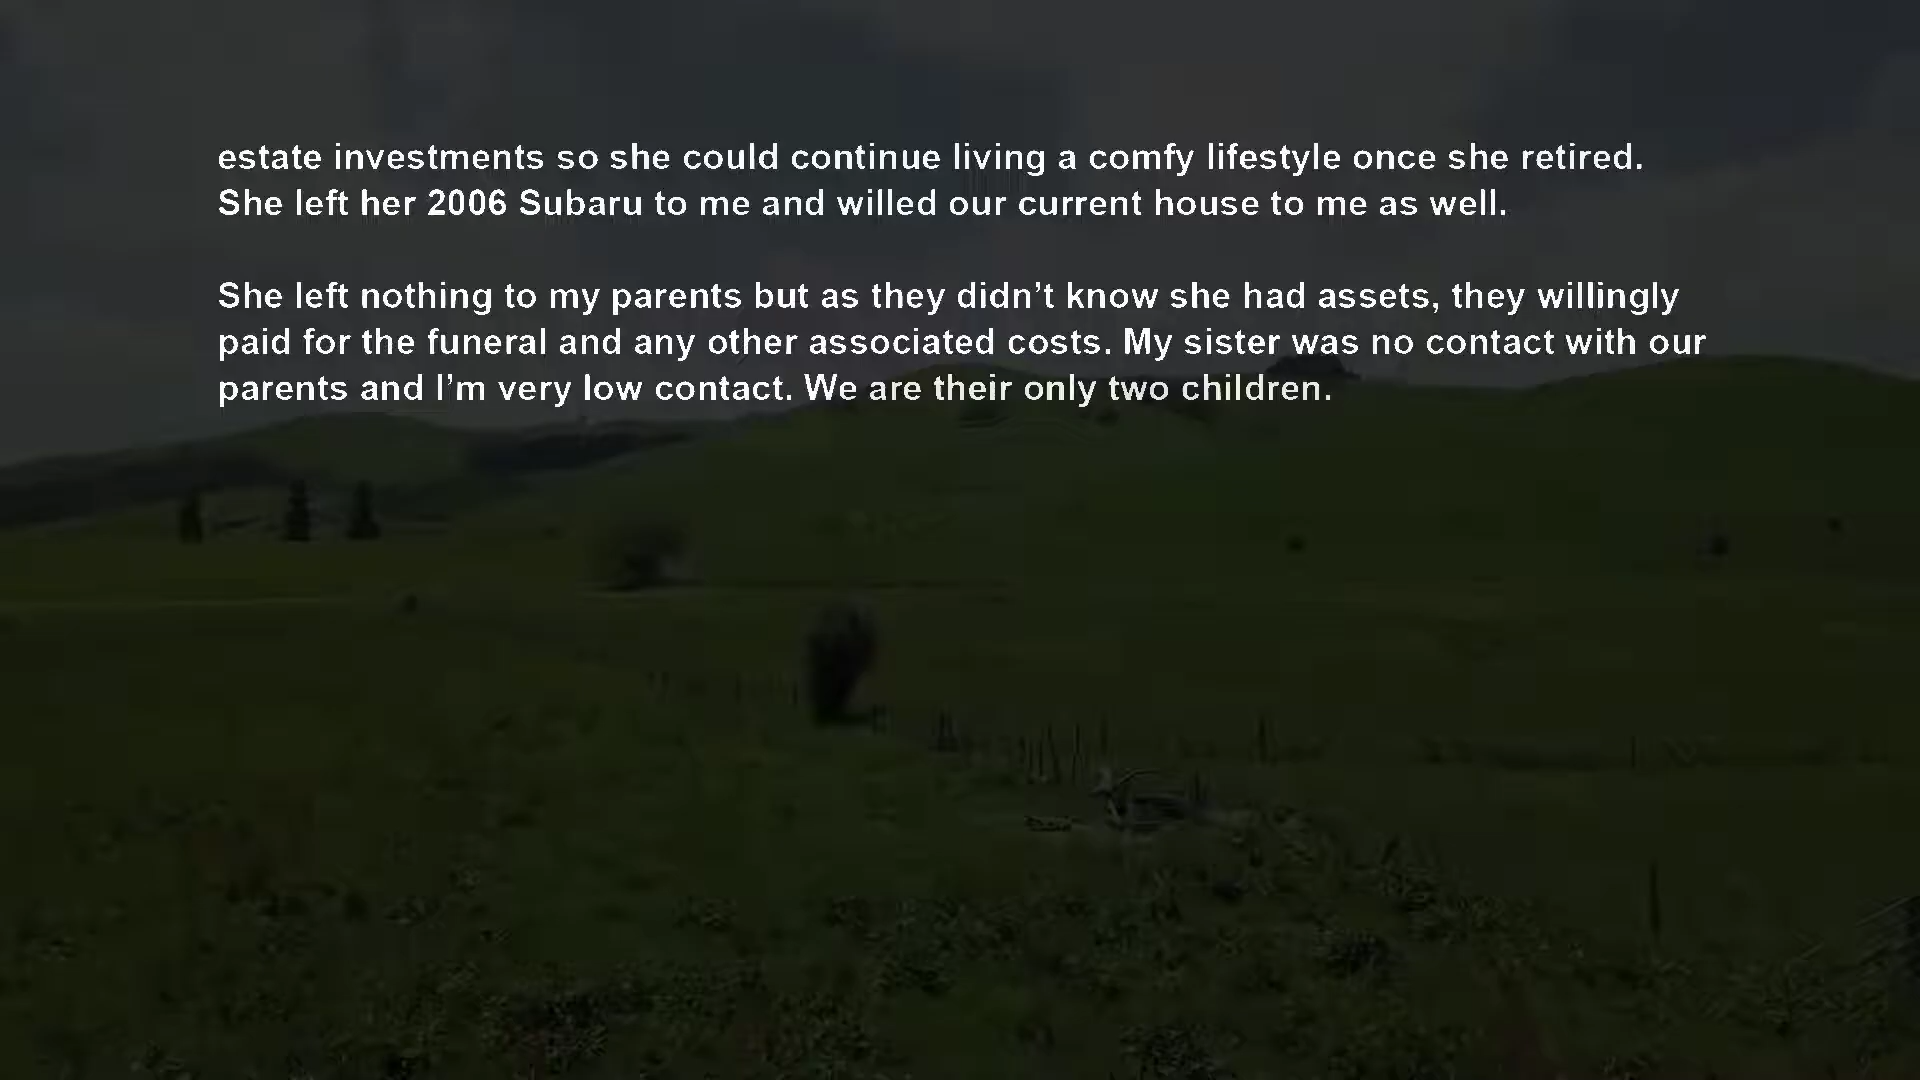 estate investments so she could continue living a comfy lifestyle once she retired.
She left her 2006 Subaru to me and willed our current house to me as well.
She left nothing to my parents but as they didn’t know she had assets, they willingly
paid for the funeral and any other associated costs. My sister was no contact with our
parents and I’m very low contact. We are their only two children.